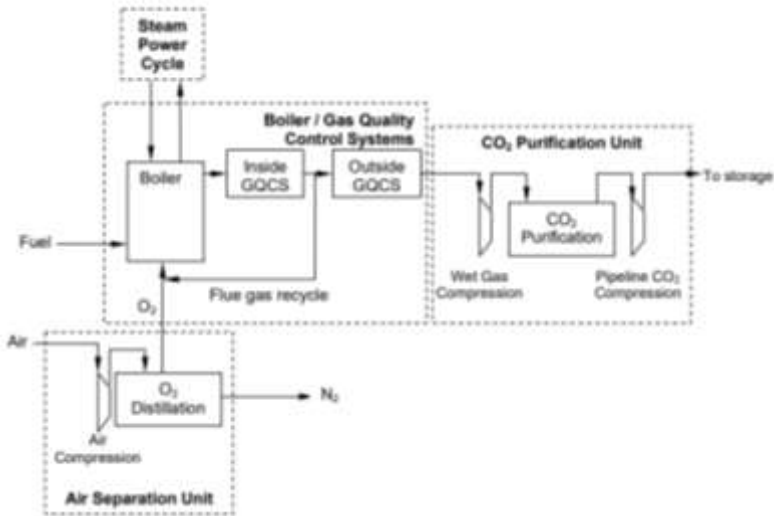 Steam
Power
Cycle
Boiler / Gas Quality
Control Systems
CO₂ Purification Unit
Boiler
Inside
GQCS
Outside
GQCS
To storage
CO₂
Purification
Fuel
Wet Gas
Compression
Pipeline CO₂
Compression
Flue gas recycle
O₂
Air
O₂
Distillation
N₂
Air
Compression
Air Separation Unit